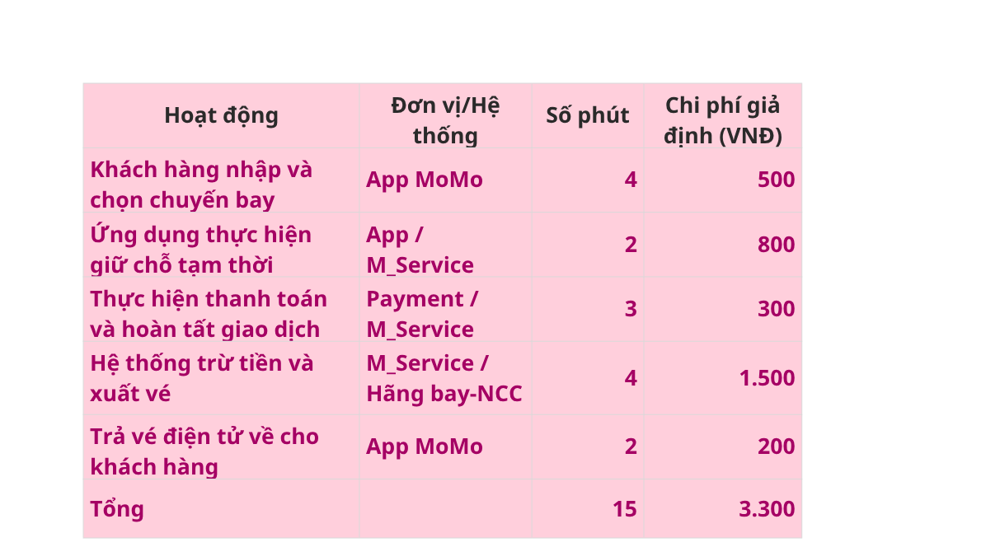 Hoạt động
Đơn vị/Hệ
thống
Số phút
Chi phí giả
định (VNĐ)
Khách hàng nhập và
chọn chuyến bay
App MoMo
4
500
Ứng dụng thực hiện
giữ chỗ tạm thời
App /
M_Service
2
800
Thực hiện thanh toán
và hoàn tất giao dịch
Payment /
M_Service
3
300
Hệ thống trừ tiền và
xuất vé
M_Service /
Hãng bay-NCC
4
1.500
Trả vé điện tử về cho
khách hàng
App MoMo
2
200
Tổng
15
3.300